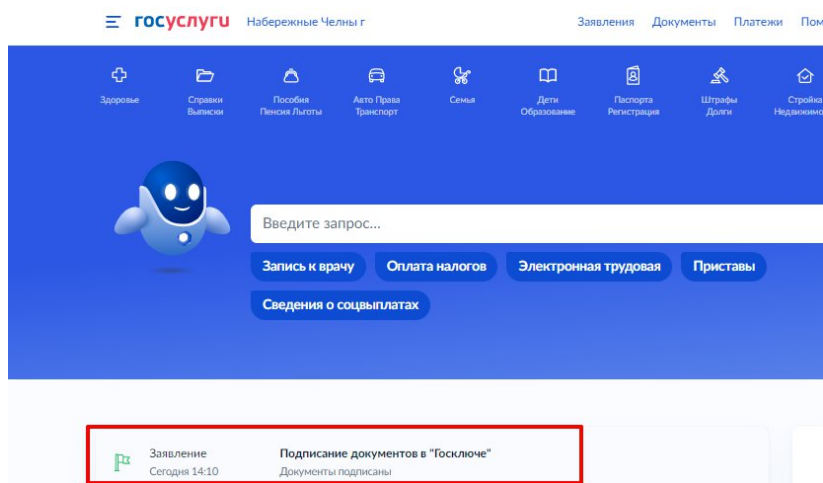 госуслуги Набережные Челны г Заявления Документы Платежи
Здоровье Справки Выписки Пособия Пенсия Льготы Авто Права Транспорт Семья Дети Образование Паспорта Регистрация Штрафы Долги Стройка
Введите запрос...
Запись к врачу Оплата налогов Электронная трудовая Приставы
Сведения о соцвыплатах
Заявление Подписание документов в "Госключе"
Сегодня 14:10 Документы подписаны